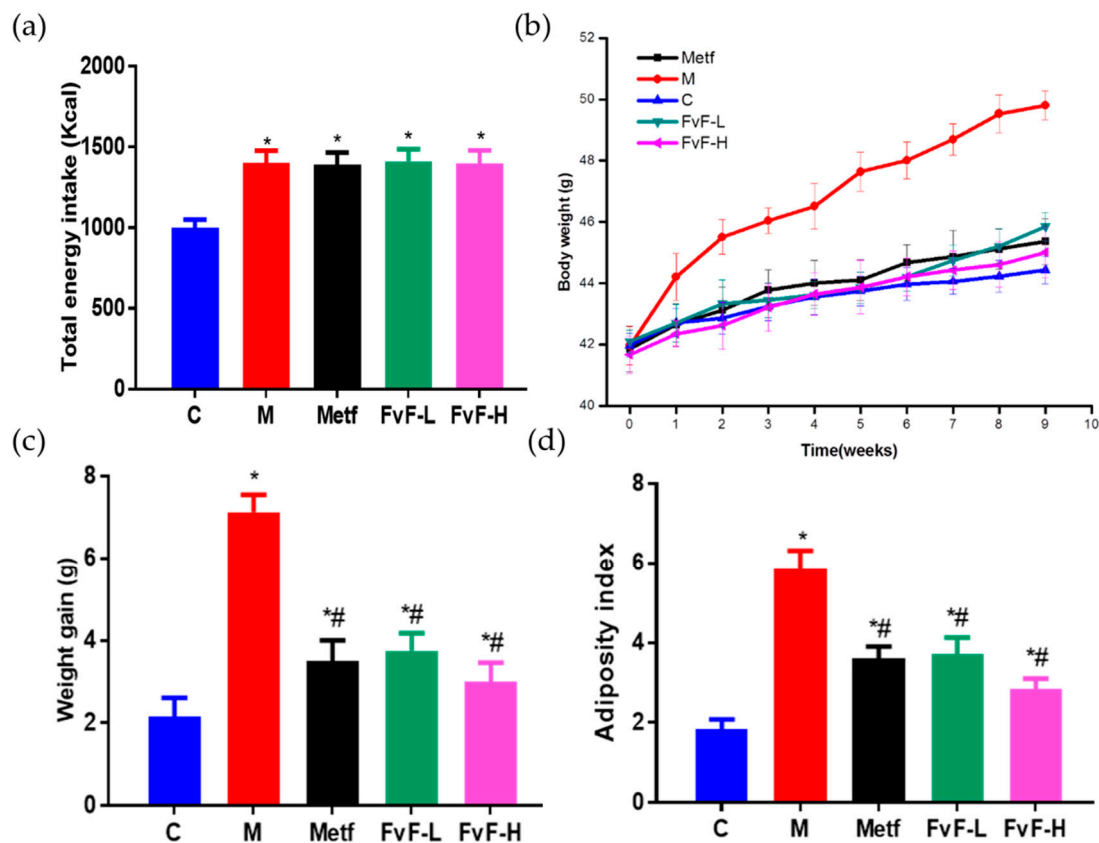 (a)
Total energy intake (Kcal)
2000
1500
1000
500
0
* * * *
C M Metf FvF-L FvF-H
(b)
Body weight (g)
52
50
48
46
44
42
40
Metf
M
C
FvF-L
FvF-H
0 1 2 3 4 5 6 7 8 9 10
Time(weeks)
(c)
Weight gain (g)
8
6
4
2
0
* *# *# *#
C M Metf FvF-L FvF-H
(d)
Adiposity index
8
6
4
2
0
* *# *# *#
C M Metf FvF-L FvF-H